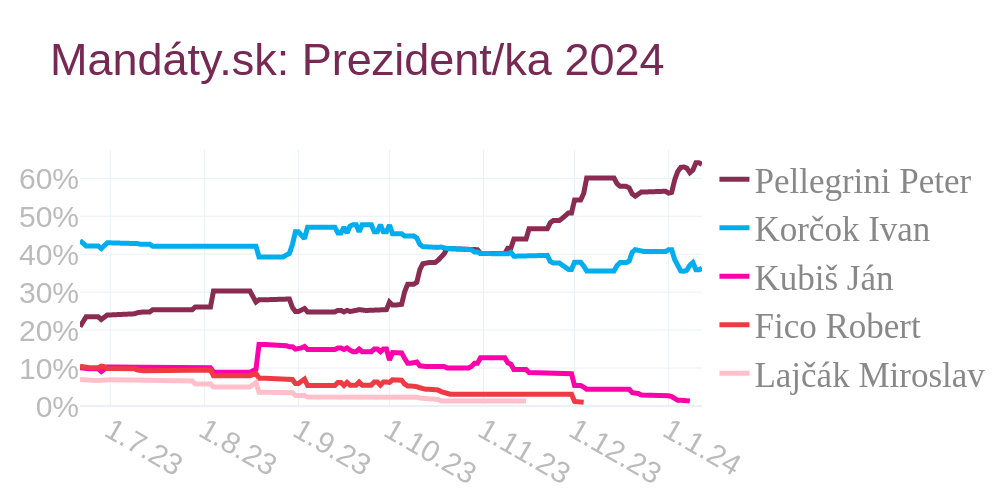 Mandáty.sk: Prezident/ka 2024
60%
50%
40%
30%
20%
10%
0%
1.7.23
1.8.23
1.9.23
1.10.23
1.11.23
1.12.23
1.1.24
Pellegrini Peter
Korčok Ivan
Kubiš Ján
Fico Robert
Lajčák Miroslav